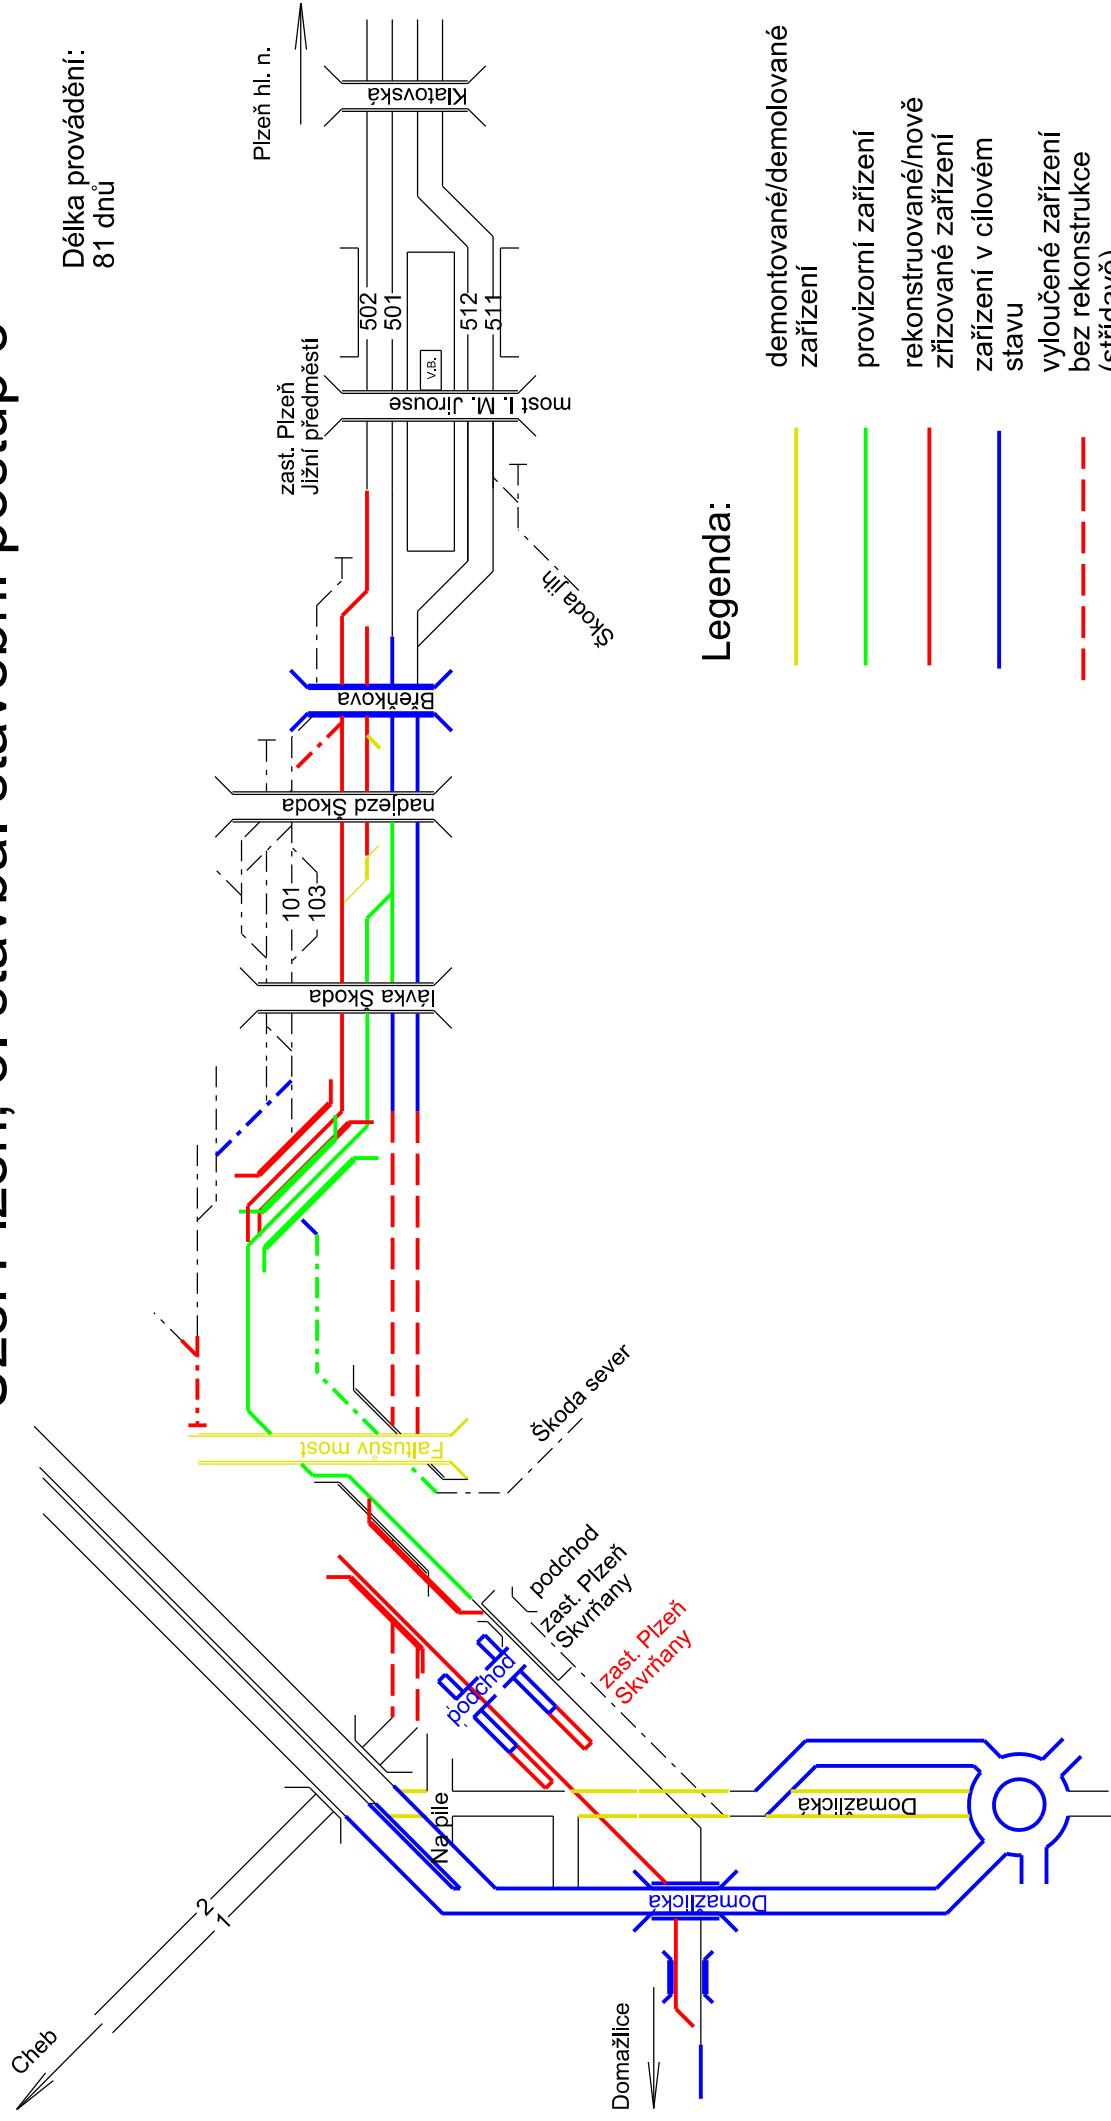 Délka provádění:
81 dnů
Plzeň hl. n.
Klatovská
502
501
512
511
V.B.
zast. Plzeň
Jižní předměstí
most I. M. Jirouse
Škoda jih
Břeňkova
nadjezd Škoda
101
103
lávka Škoda
Faltusův most
Škoda sever
podchod
zast. Plzeň
Skvrňany
zast. Plzeň
Skvrňany
podchod
Na pile
Domažlická
Domažlická
2
1
Cheb
Domažlice
Legenda:
demontované/demolované
zařízení
provizorní zařízení
rekonstruované/nově
zřizované zařízení
zařízení v cílovém
stavu
vyloučené zařízení
bez rekonstrukce
(střídavě)